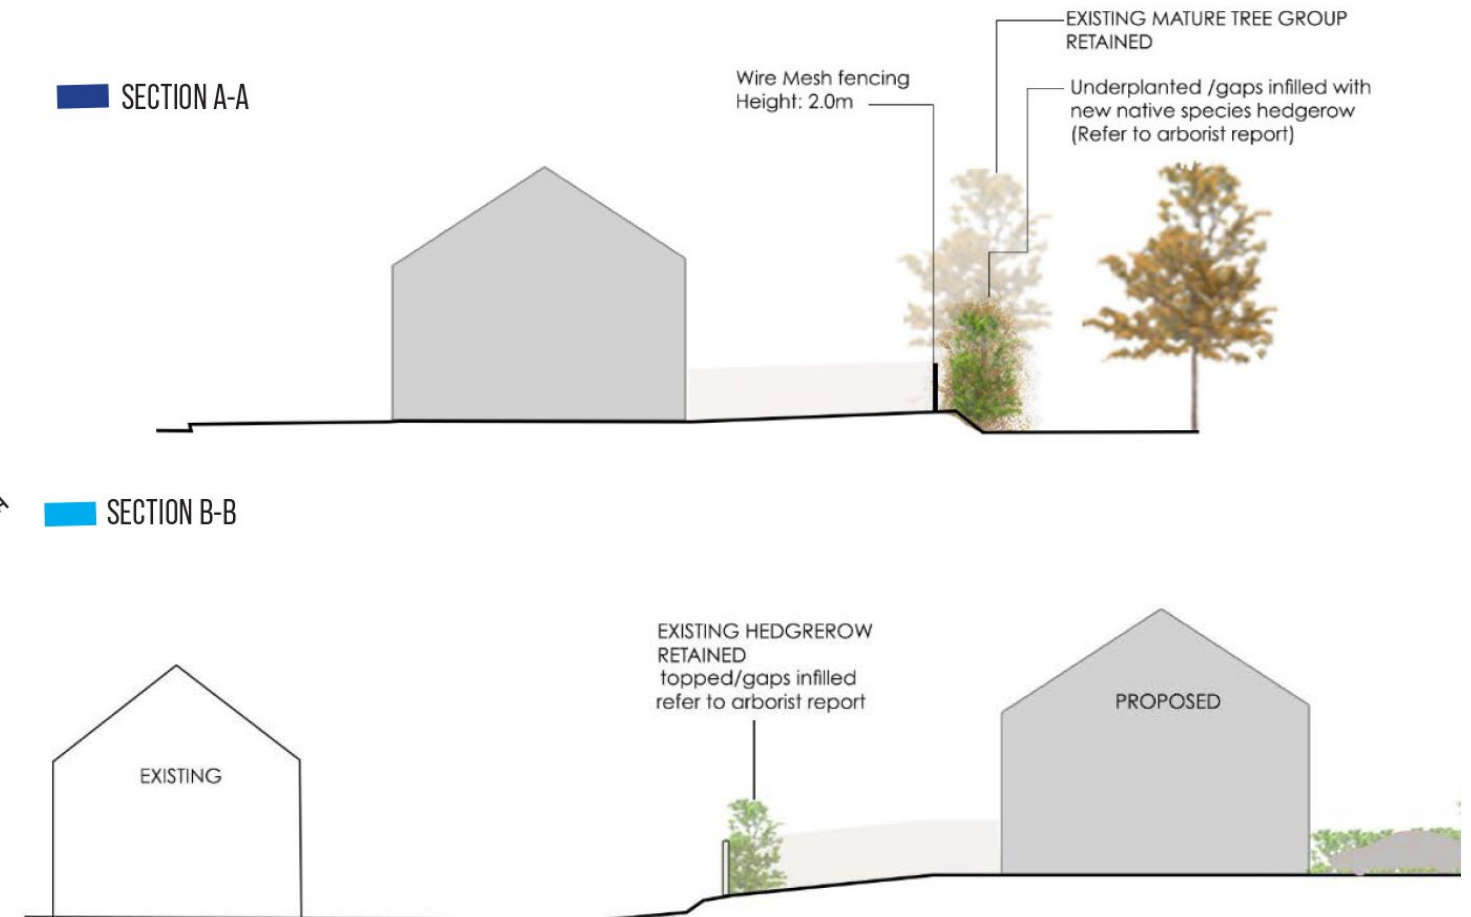 SECTION A-A
EXISTING MATURE TREE GROUP
RETAINED
Wire Mesh fencing
Height: 2.0m
Underplanted /gaps infilled with
new native species hedgerow
(Refer to arborist report)
SECTION B-B
EXISTING HEDGREROW
RETAINED
topped/gaps infilled
refer to arborist report
PROPOSED
EXISTING